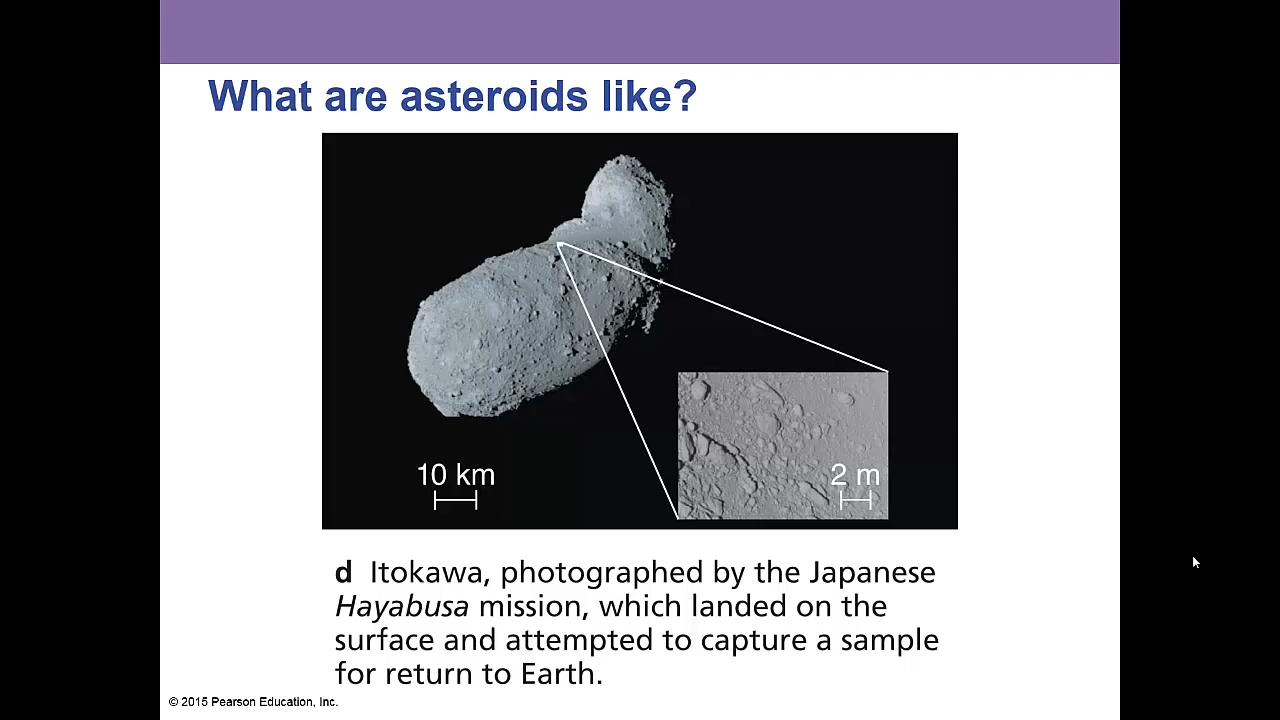 What are asteroids like?
10 km
2 m
d Itokawa, photographed by the Japanese
Hayabusa mission, which landed on the
surface and attempted to capture a sample
for return to Earth.
© 2015 Pearson Education, Inc.